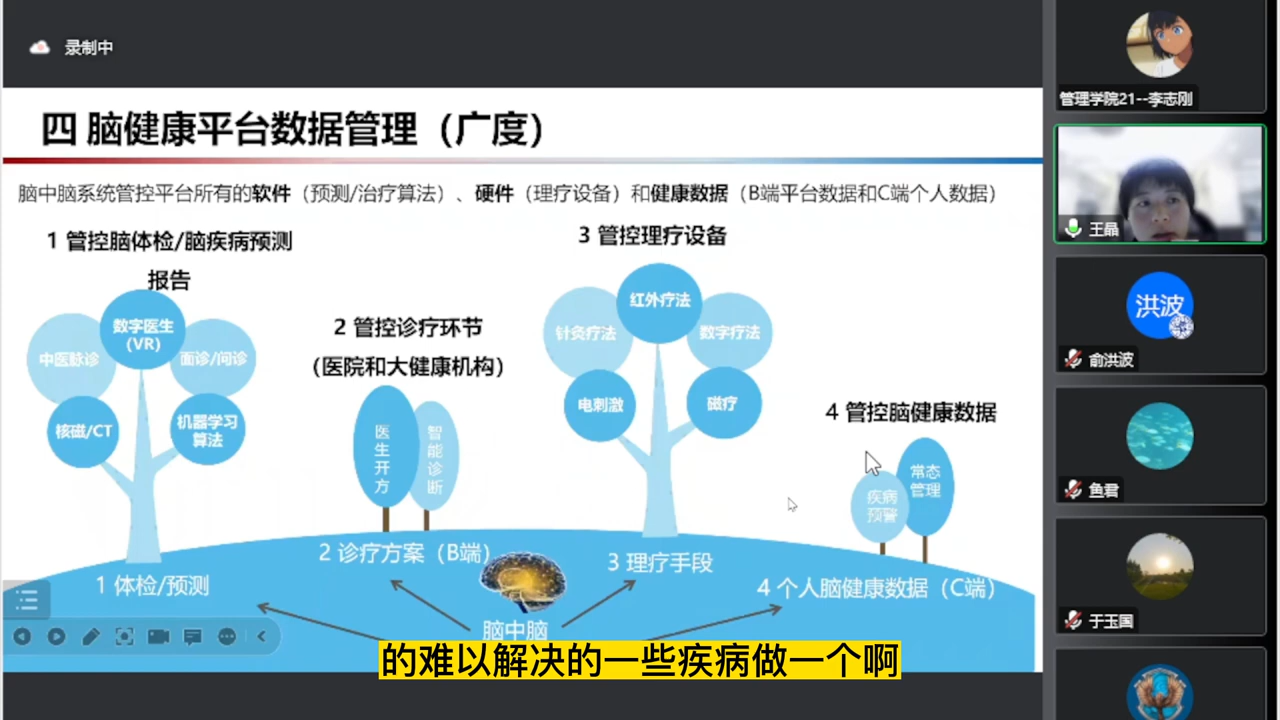 录制中
四 脑健康平台数据管理（广度）
脑中脑系统管控平台所有的软件（预测/治疗算法）、硬件（理疗设备）和健康数据（B端平台数据和C端个人数据）
1 管控脑体检/脑疾病预测
报告
数字医生
(VR)
中医脉诊
面诊/问诊
核磁/CT
机器学习
算法
2 管控诊疗环节
（医院和大健康机构）
医生开方
智能诊断
3 管控理疗设备
红外疗法
针灸疗法
数字疗法
电刺激
磁疗
4 管控脑健康数据
常态
管理
疾病
预警
1 体检/预测
2 诊疗方案（B端）
3 理疗手段
4 个人脑健康数据（C端）
脑中脑
的难以解决的一些疾病做一个啊
管理学院21--李志刚
王晶
洪波
俞洪波
鱼君
于玉国